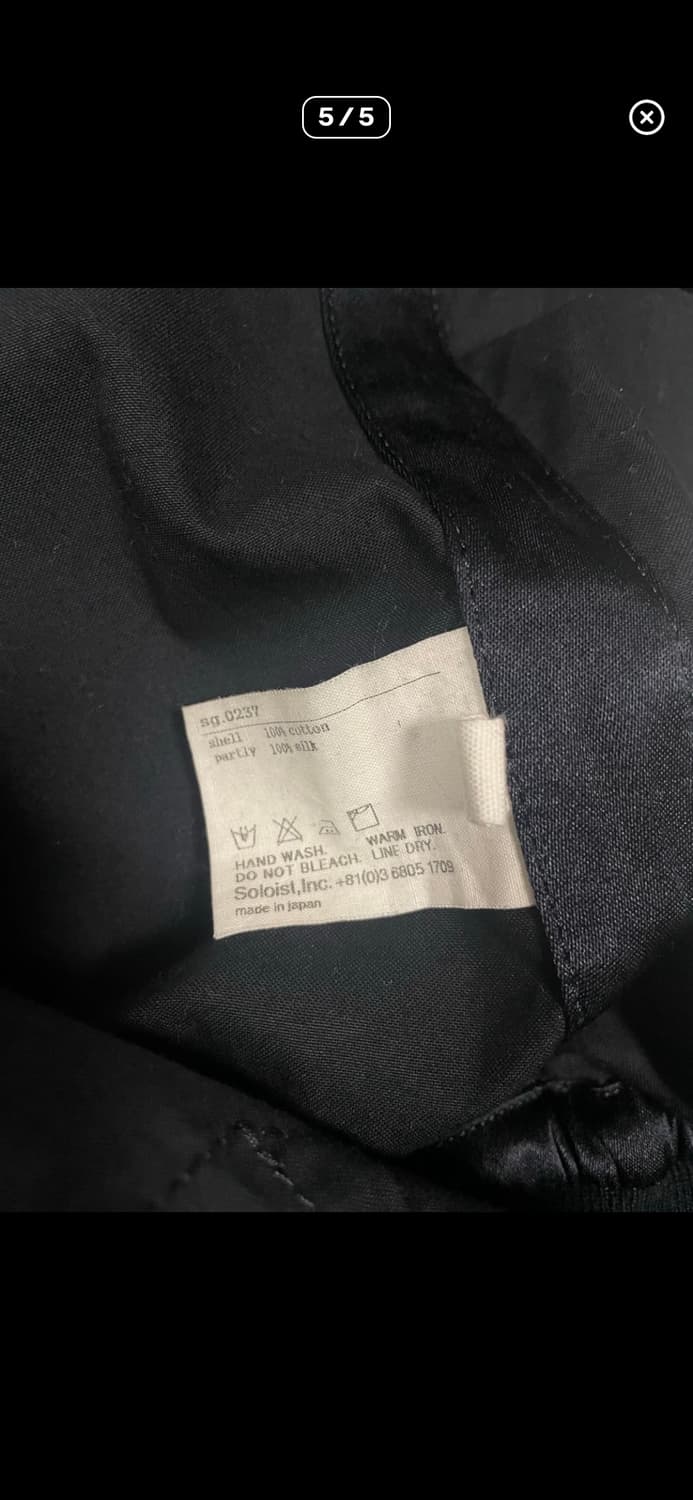 5/5
sg.0237
shell 100% cotton
partly 100% silk
HAND WASH. WARM IRON.
DO NOT BLEACH. LINE DRY.
Soloist,Inc. +81(0)3 6805 1709
made in japan